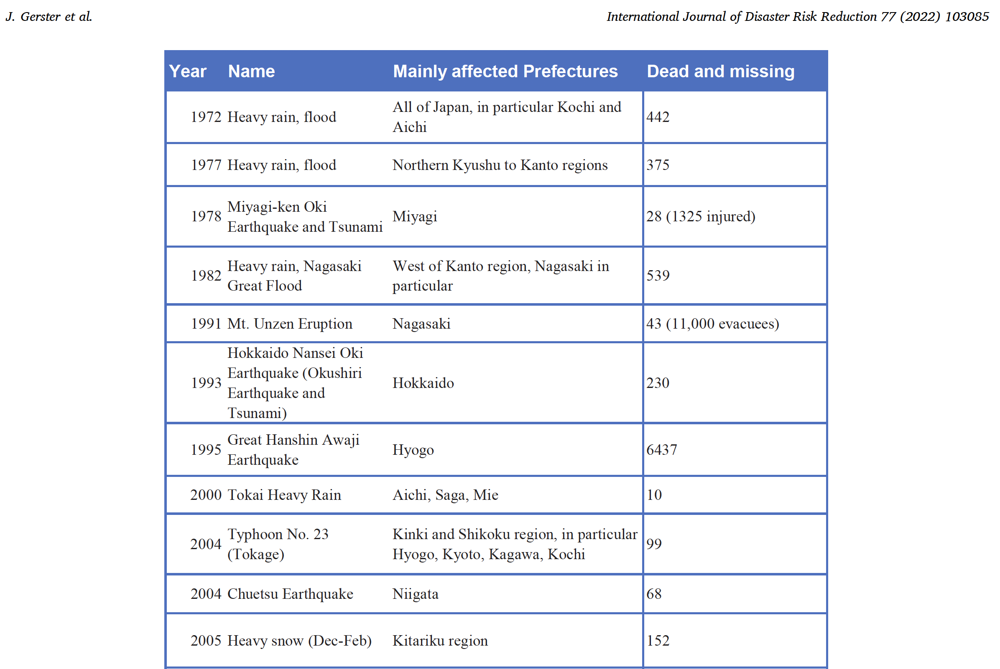 J. Gerster et al.
International Journal of Disaster Risk Reduction 77 (2022) 103085
Year Name Mainly affected Prefectures Dead and missing
1972 Heavy rain, flood All of Japan, in particular Kochi and
Aichi 442
1977 Heavy rain, flood Northern Kyushu to Kanto regions 375
1978 Miyagi-ken Oki
Earthquake and Tsunami Miyagi 28 (1325 injured)
1982 Heavy rain, Nagasaki
Great Flood West of Kanto region, Nagasaki in
particular 539
1991 Mt. Unzen Eruption Nagasaki 43 (11,000 evacuees)
1993 Hokkaido Nansei Oki
Earthquake (Okushiri
Earthquake and
Tsunami) Hokkaido 230
1995 Great Hanshin Awaji
Earthquake Hyogo 6437
2000 Tokai Heavy Rain Aichi, Saga, Mie 10
2004 Typhoon No. 23
(Tokage) Kinki and Shikoku region, in particular
Hyogo, Kyoto, Kagawa, Kochi 99
2004 Chuetsu Earthquake Niigata 68
2005 Heavy snow (Dec-Feb) Kitariku region 152